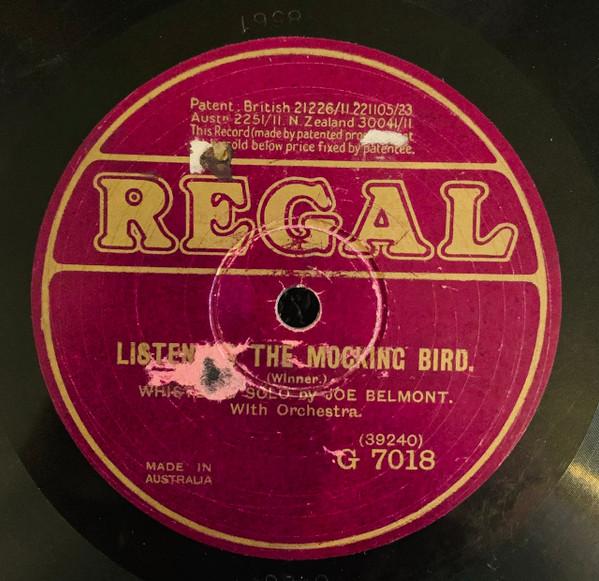 Patent: British 21226/11.221105/23
Austn 2251/11. N. Zealand 30041/11
This Record (made by patented
sold below price fixed by patentee.
REGAL
LISTEN THE MOCKING BIRD.
(Winner.)
SOLO by JOE BELMONT.
With Orchestra.
(39240)
G 7018
MADE IN
AUSTRALIA